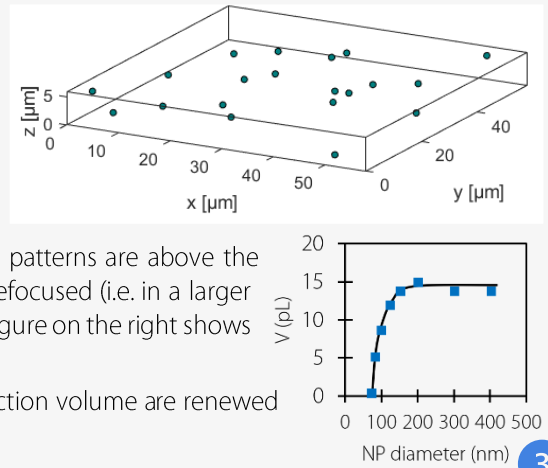 z [µm]
5
0
0
10
20
30
40
50
x [µm]
0
20
40
y [µm]
patterns are above the
efocused (i.e. in a larger
gure on the right shows
ction volume are renewed
V (pL)
20
15
10
5
0
0 100 200 300 400 500
NP diameter (nm)
3